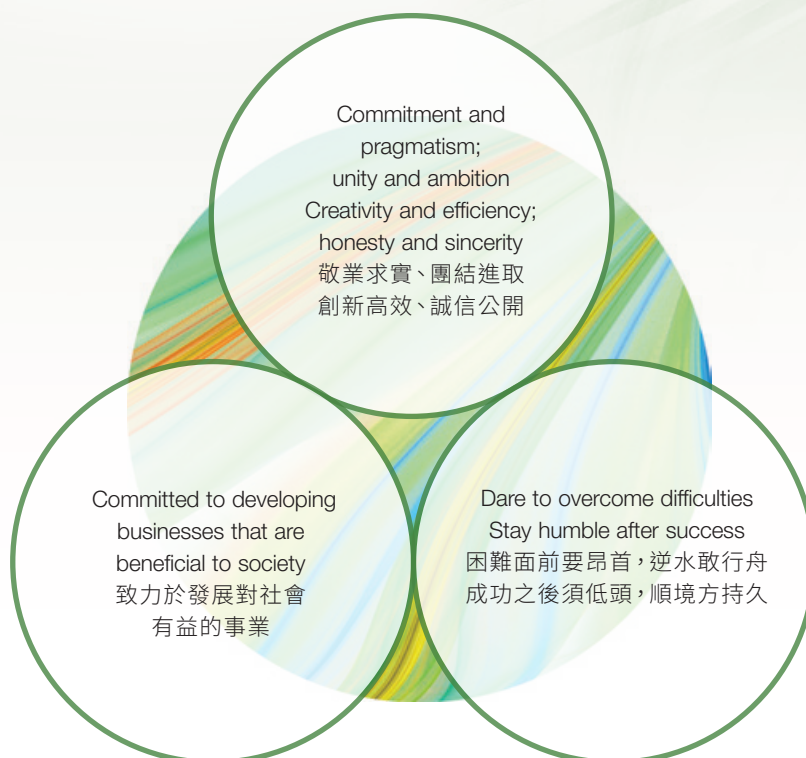 Commitment and
pragmatism;
unity and ambition
Creativity and efficiency;
honesty and sincerity
敬業求實、團結進取
創新高效、誠信公開
Committed to developing
businesses that are
beneficial to society
致力於發展對社會
有益的事業
Dare to overcome difficulties
Stay humble after success
困難面前要昂首，逆水敢行舟
成功之後須低頭，順境方持久